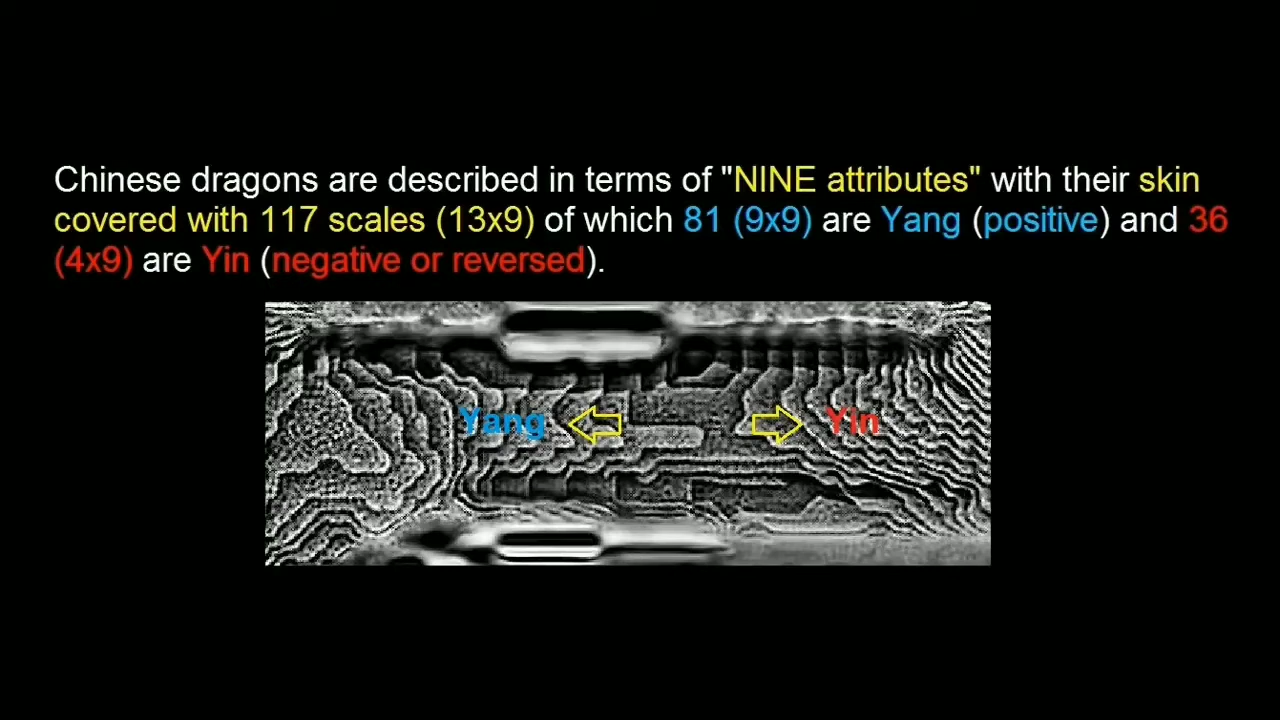 Chinese dragons are described in terms of "NINE attributes" with their skin
covered with 117 scales (13x9) of which 81 (9x9) are Yang (positive) and 36
(4x9) are Yin (negative or reversed).
Yang Yin